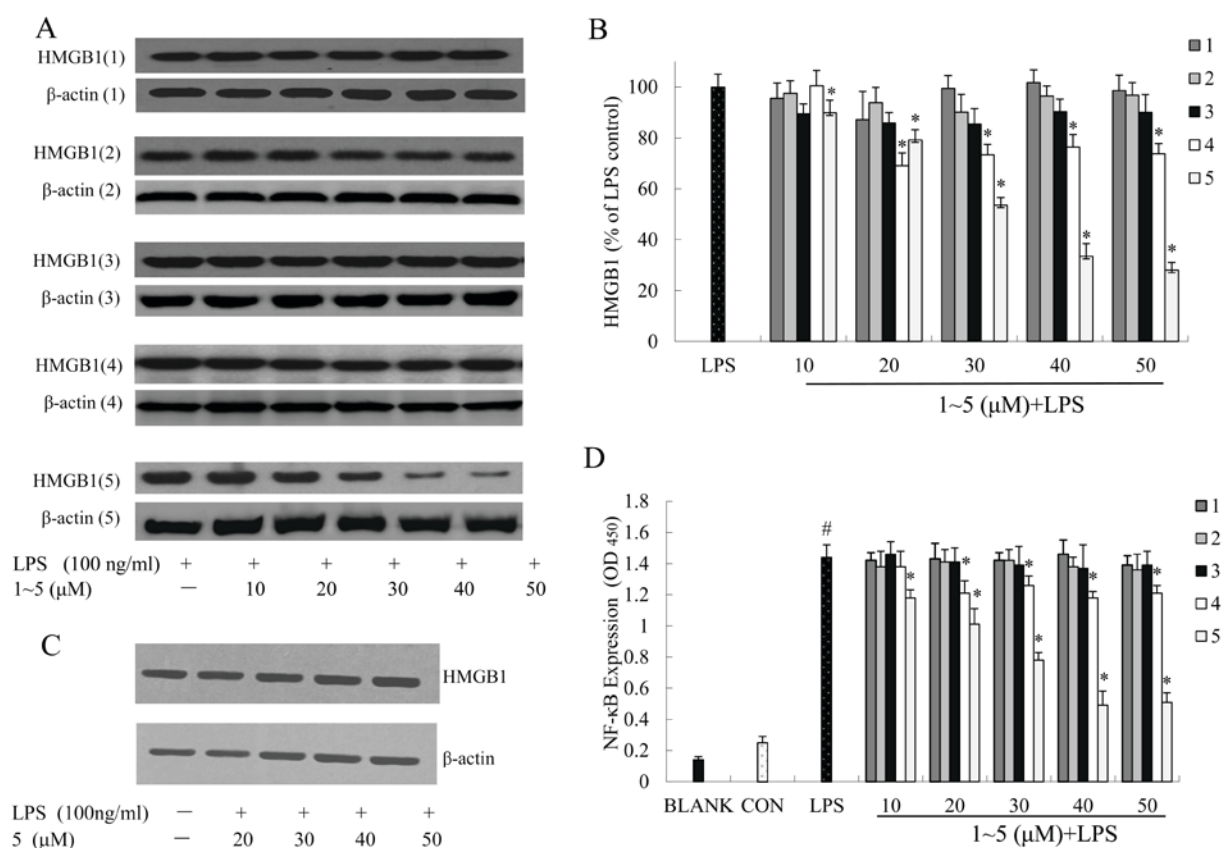 A
HMGB1(1)
β-actin (1)
HMGB1(2)
β-actin (2)
HMGB1(3)
β-actin (3)
HMGB1(4)
β-actin (4)
HMGB1(5)
β-actin (5)
LPS (100 ng/ml) + + + + + +
1~5 (μM) — 10 20 30 40 50
B
HMGB1 (% of LPS control)
100
80
60
40
20
0
* * * * * * * * *
LPS 10 20 30 40 50
1~5 (μM)+LPS
1
2
3
4
5
C
HMGB1
β-actin
LPS (100ng/ml) — + + + +
5 (μM) — 20 30 40 50
D
NF-κB Expression (OD 450)
1.8
1.6
1.4
1.2
1
0.8
0.6
0.4
0.2
0
# * * * * * * * * *
BLANK CON LPS 10 20 30 40 50
1~5 (μM)+LPS
1
2
3
4
5